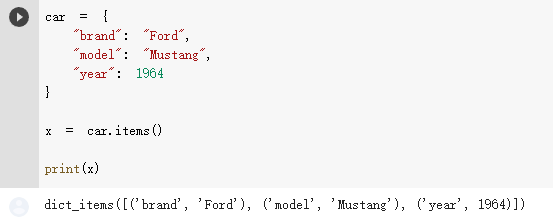 car = {
    "brand": "Ford",
    "model": "Mustang",
    "year": 1964
}
x = car.items()
print(x)
dict_items([('brand', 'Ford'), ('model', 'Mustang'), ('year', 1964)])